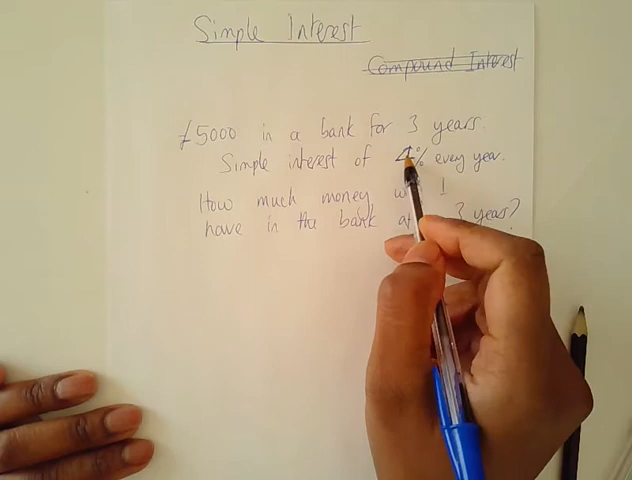 Simple Interest
Compound Interest
£5000 in a bank for 3 years.
Simple interest of 4% every year.
How much money I
have in the bank 3 years?